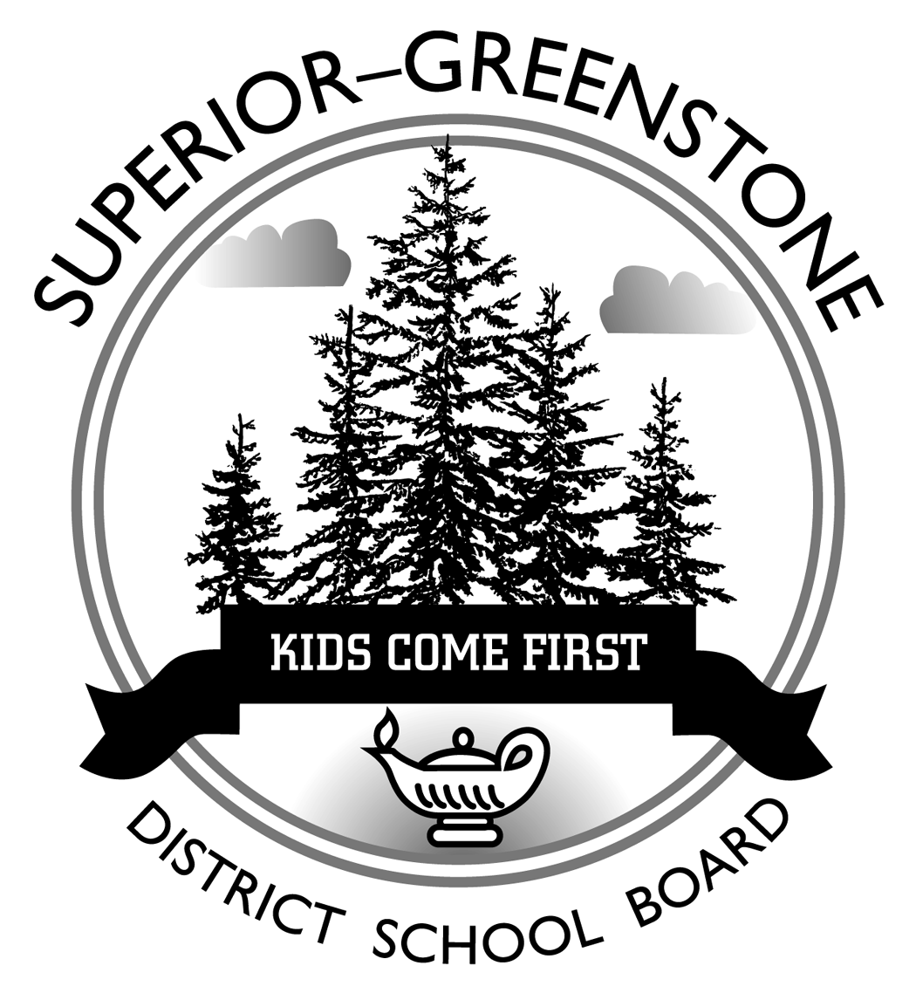 SUPERIOR–GREENSTONE
KIDS COME FIRST
DISTRICT SCHOOL BOARD